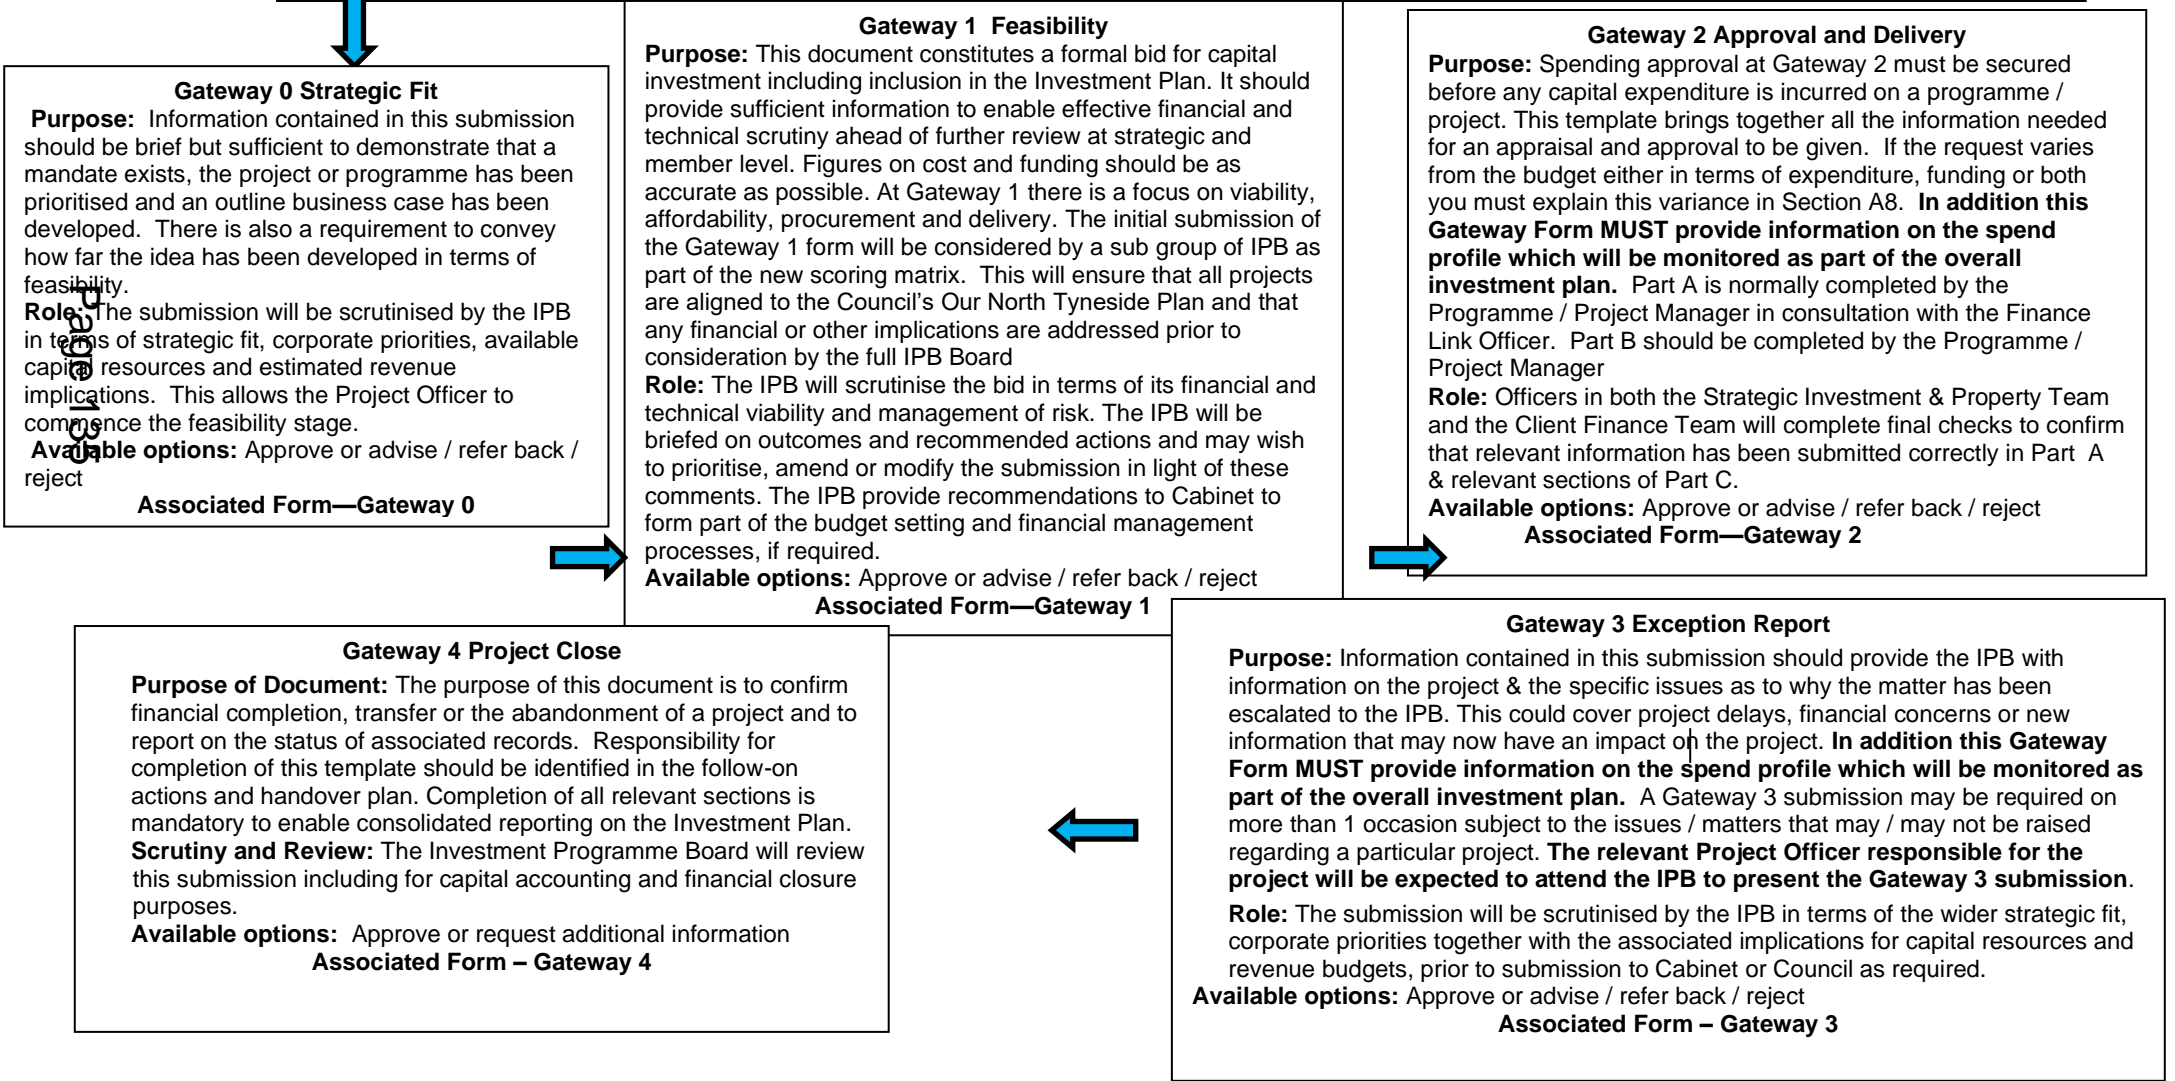 Gateway 0 Strategic Fit
Purpose: Information contained in this submission
should be brief but sufficient to demonstrate that a
mandate exists, the project or programme has been
prioritised and an outline business case has been
developed. There is also a requirement to convey
how far the idea has been developed in terms of
feasibility.
Role: The submission will be scrutinised by the IPB
in terms of strategic fit, corporate priorities, available
capital resources and estimated revenue
implications. This allows the Project Officer to
commence the feasibility stage.
Available options: Approve or advise / refer back /
reject
Associated Form—Gateway 0
Page 135
Gateway 1 Feasibility
Purpose: This document constitutes a formal bid for capital
investment including inclusion in the Investment Plan. It should
provide sufficient information to enable effective financial and
technical scrutiny ahead of further review at strategic and
member level. Figures on cost and funding should be as
accurate as possible. At Gateway 1 there is a focus on viability,
affordability, procurement and delivery. The initial submission of
the Gateway 1 form will be considered by a sub group of IPB as
part of the new scoring matrix. This will ensure that all projects
are aligned to the Council's Our North Tyneside Plan and that
any financial or other implications are addressed prior to
consideration by the full IPB Board
Role: The IPB will scrutinise the bid in terms of its financial and
technical viability and management of risk. The IPB will be
briefed on outcomes and recommended actions and may wish
to prioritise, amend or modify the submission in light of these
comments. The IPB provide recommendations to Cabinet to
form part of the budget setting and financial management
processes, if required.
Available options: Approve or advise / refer back / reject
Associated Form—Gateway 1
Gateway 2 Approval and Delivery
Purpose: Spending approval at Gateway 2 must be secured
before any capital expenditure is incurred on a programme /
project. This template brings together all the information needed
for an appraisal and approval to be given. If the request varies
from the budget either in terms of expenditure, funding or both
you must explain this variance in Section A8. In addition this
Gateway Form MUST provide information on the spend
profile which will be monitored as part of the overall
investment plan. Part A is normally completed by the
Programme / Project Manager in consultation with the Finance
Link Officer. Part B should be completed by the Programme /
Project Manager
Role: Officers in both the Strategic Investment & Property Team
and the Client Finance Team will complete final checks to confirm
that relevant information has been submitted correctly in Part A
& relevant sections of Part C.
Available options: Approve or advise / refer back / reject
Associated Form—Gateway 2
Gateway 3 Exception Report
Purpose: Information contained in this submission should provide the IPB with
information on the project & the specific issues as to why the matter has been
escalated to the IPB. This could cover project delays, financial concerns or new
information that may now have an impact on the project. In addition this Gateway
Form MUST provide information on the spend profile which will be monitored as
part of the overall investment plan. A Gateway 3 submission may be required on
more than 1 occasion subject to the issues / matters that may / may not be raised
regarding a particular project. The relevant Project Officer responsible for the
project will be expected to attend the IPB to present the Gateway 3 submission.
Role: The submission will be scrutinised by the IPB in terms of the wider strategic fit,
corporate priorities together with the associated implications for capital resources and
revenue budgets, prior to submission to Cabinet or Council as required.
Available options: Approve or advise / refer back / reject
Associated Form – Gateway 3
Gateway 4 Project Close
Purpose of Document: The purpose of this document is to confirm
financial completion, transfer or the abandonment of a project and to
report on the status of associated records. Responsibility for
completion of this template should be identified in the follow-on
actions and handover plan. Completion of all relevant sections is
mandatory to enable consolidated reporting on the Investment Plan.
Scrutiny and Review: The Investment Programme Board will review
this submission including for capital accounting and financial closure
purposes.
Available options: Approve or request additional information
Associated Form – Gateway 4